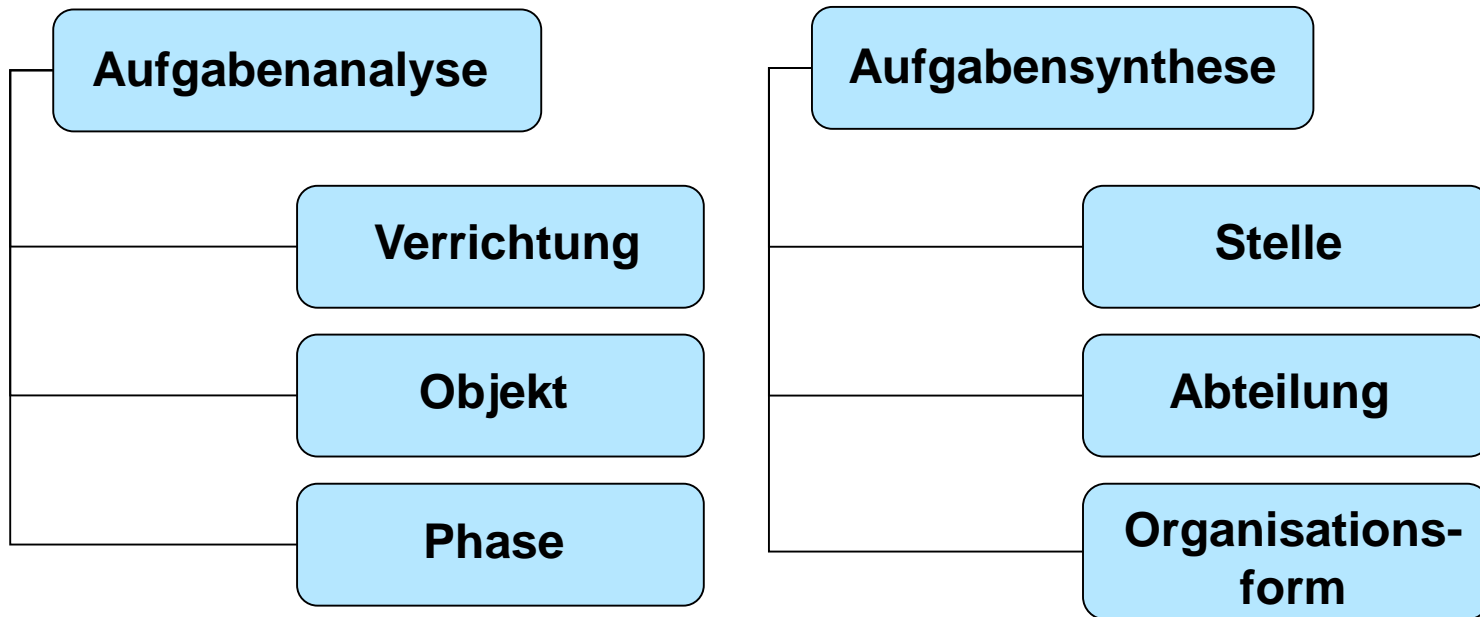 Aufgabenanalyse
Verrichtung
Objekt
Phase
Aufgabensynthese
Stelle
Abteilung
Organisations-
form